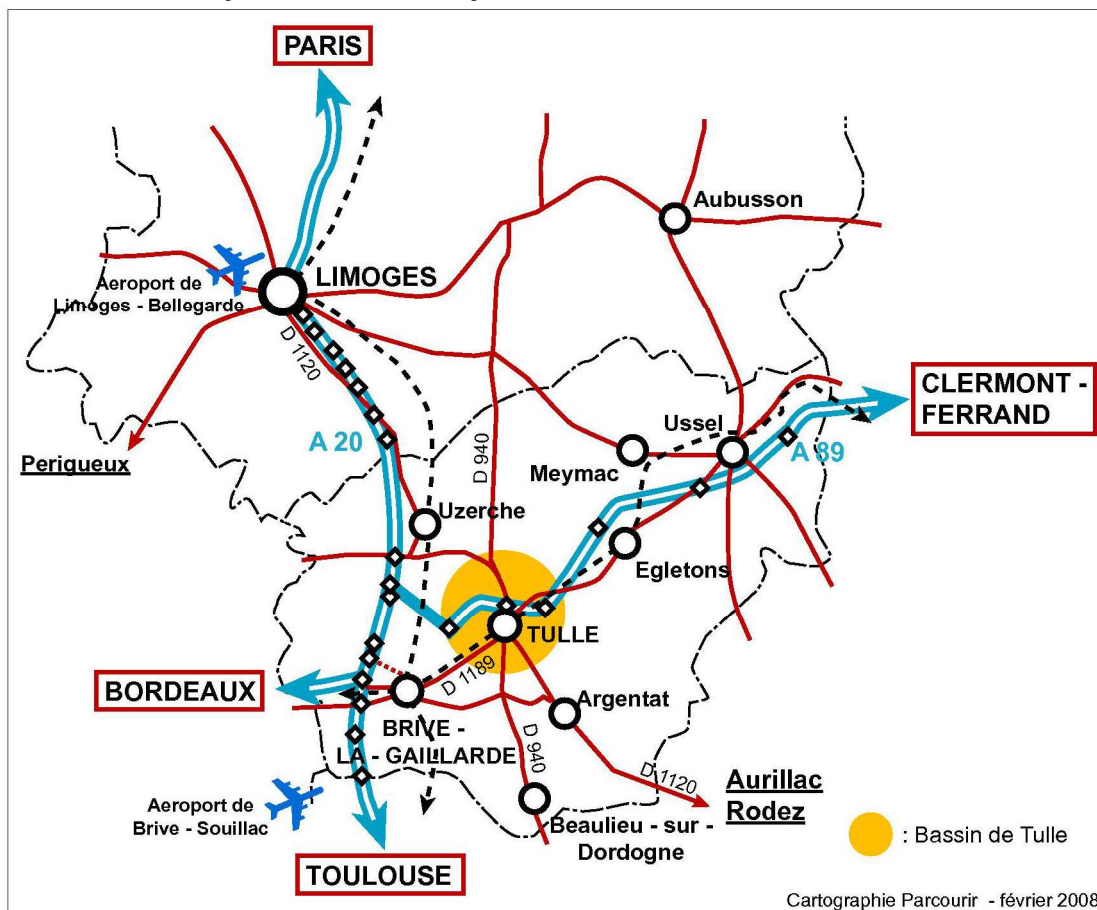 PARIS
Aubusson
LIMOGES
Aeroport de
Limoges - Bellegarde
D 1120
CLERMONT -
FERRAND
A 20
D 940
Ussel
A 89
Meymac
Perigueux
Uzerche
Egletons
TULLE
D 1189
BORDEAUX
Argentat
BRIVE -
LA - GAILLARDE
D 940
D 1120
Aurillac
Rodez
Aeroport de
Brive - Souillac
Beaulieu - sur -
Dordogne
: Bassin de Tulle
TOULOUSE
Cartographie Parcourir - février 2008